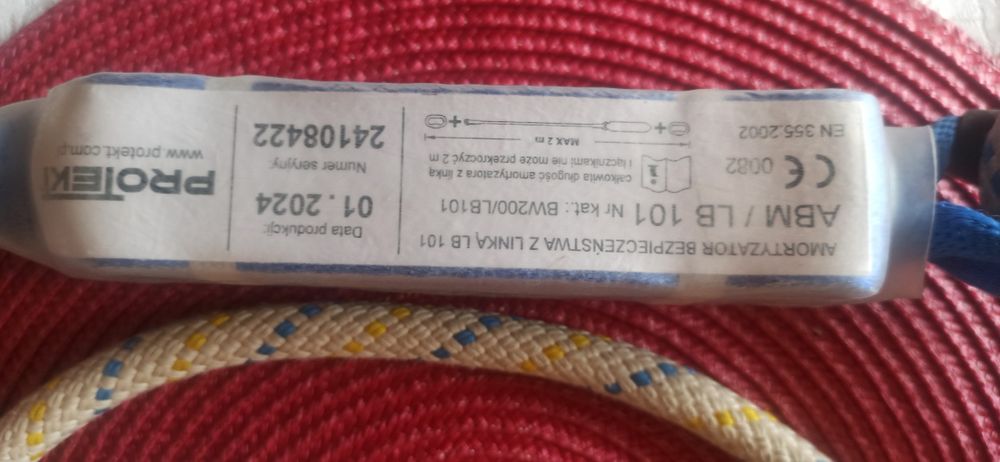 AMORTYZATOR BEZPIECZEŃSTWA Z LINKĄ LB 101
ABM / LB 101 Nr kat.: BW200/LB101
CE 0082
EN 355:2002
całkowita długość amortyzatora z linką
i łącznikami nie może przekroczyć 2 m
MAX 2 m
Data produkcji:
01.2024
Numer seryjny:
24108422
PROTEKT
www.protekt.com.pl